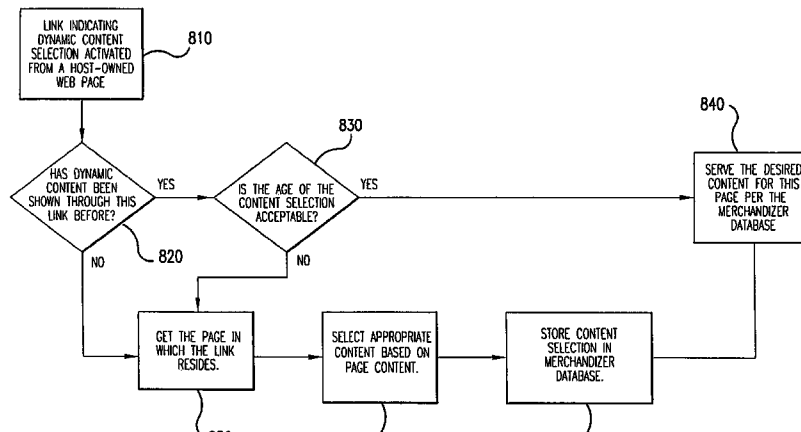 LINK INDICATING
DYNAMIC CONTENT
SELECTION ACTIVATED
FROM A HOST-OWNED
WEB PAGE
810
HAS DYNAMIC
CONTENT BEEN
SHOWN THROUGH THIS
LINK BEFORE?
YES
820
NO
830
IS THE AGE OF THE
CONTENT SELECTION
ACCEPTABLE?
YES
NO
840
SERVE THE DESIRED
CONTENT FOR THIS
PAGE PER THE
MERCHANDIZER
DATABASE
GET THE PAGE IN
WHICH THE LINK
RESIDES.
SELECT APPROPRIATE
CONTENT BASED ON
PAGE CONTENT.
STORE CONTENT
SELECTION IN
MERCHANDIZER
DATABASE.